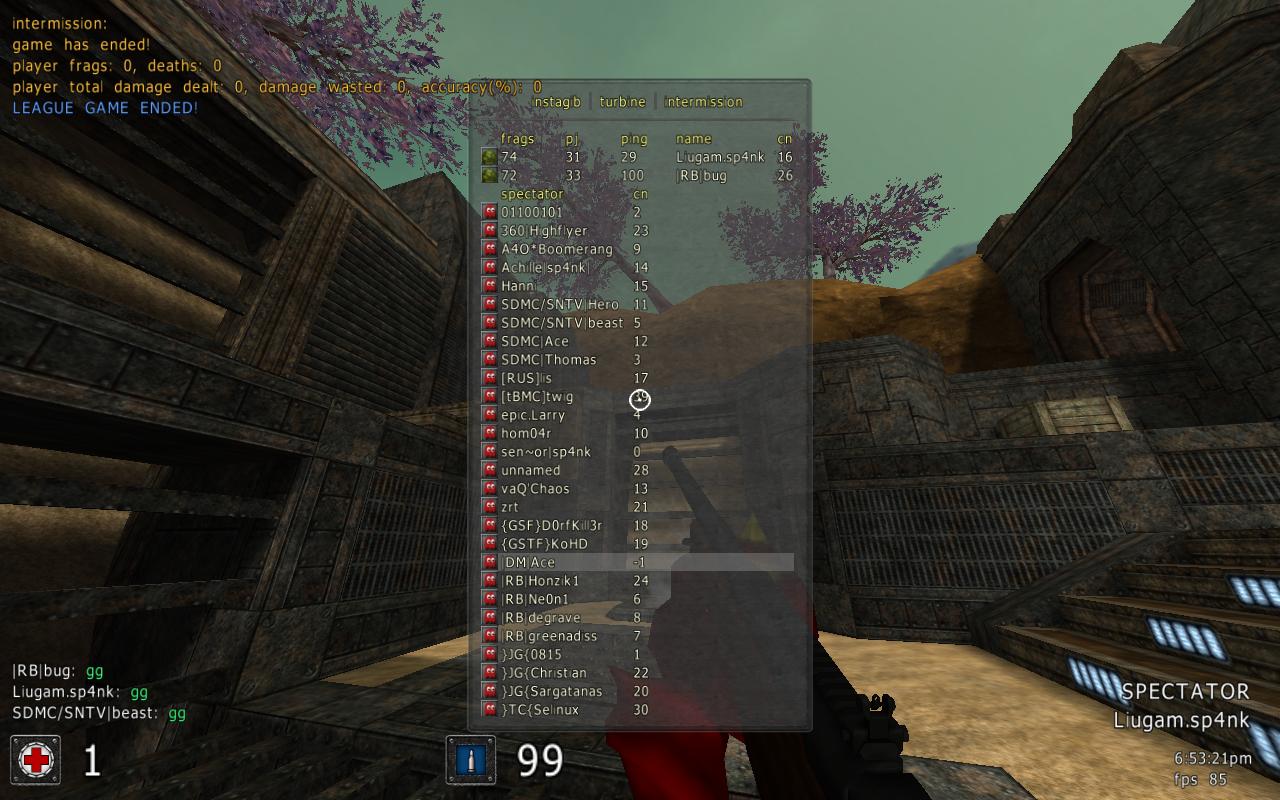 intermission:
game has ended!
player frags: 0, deaths: 0
player total damage dealt: 0, damage wasted: 0, accuracy(%): 0
LEAGUE GAME ENDED!
instagib turbine intermission
frags pj ping name cn
74 31 29 Liugam.sp4nk 16
72 33 100 |RB|bug 26
spectator cn
01100101 2
360|Highflyer 23
A4O*Boomerang 9
Achille|sp4nk| 14
Hanni 15
SDMC/SNTV|Hero 11
SDMC/SNTV|beast 5
SDMC|Ace 12
SDMC|Thomas 3
[RUS]lis 17
[tBMC]twig
epic.Larry 4
hom04r 10
sen~or|sp4nk 0
unnamed 28
vaQ'Chaos 13
zrt 21
{GSF}D0rfKill3r 18
{GSTF}KoHD 19
|DM|Ace -1
|RB|Honzik1 24
|RB|Ne0n1 6
|RB|degrave 8
|RB|greenadiss 7
}JG{0815 1
}JG{Christian 22
}JG{Sargatanas 20
}TC{Selinux 30
|RB|bug: gg
Liugam.sp4nk: gg
SDMC/SNTV|beast: gg
1
99
SPECTATOR
Liugam.sp4nk
6:53:21pm
fps 85